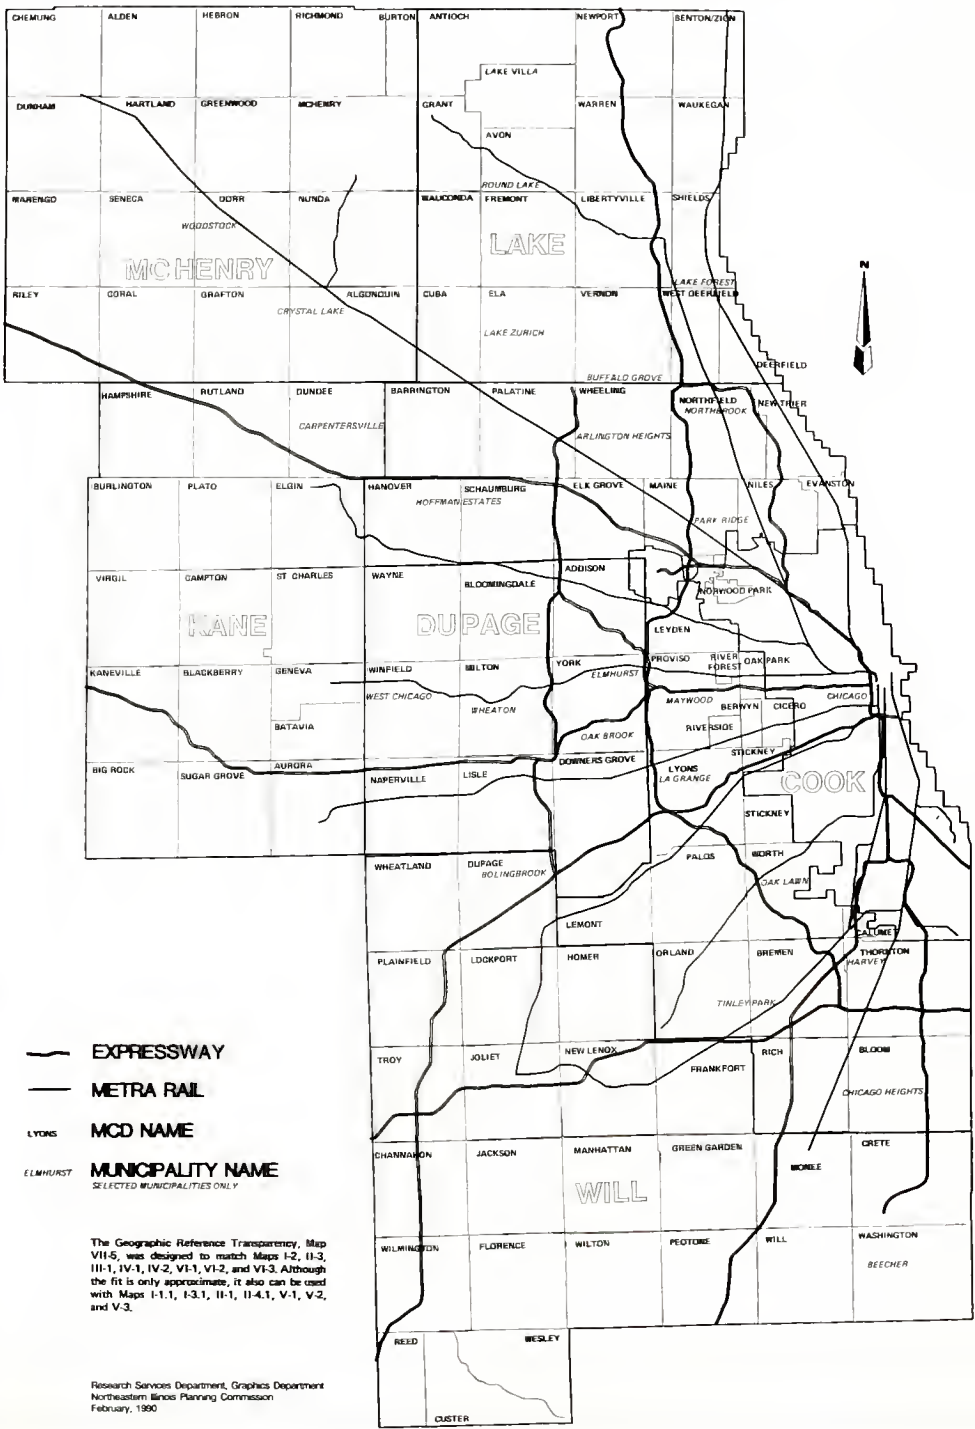 CHEMUNG ALDEN HEBRON RICHMOND BURTON ANTIOCH NEWPORT BENTON/ZION
LAKE VILLA
DUNHAM HARTLAND GREENWOOD MCHENRY GRANT WARREN WAUKEGAN
AVON
ROUND LAKE
MARENGO SENECA DORR NUNDA WAUCONDA FREMONT LIBERTYVILLE SHIELDS
WOODSTOCK
LAKE
MCHENRY
N
LAKE FOREST
RILEY CORAL GRAFTON ALGONQUIN CUBA ELA VERNON WEST DEERFIELD
CRYSTAL LAKE
LAKE ZURICH
DEERFIELD
BUFFALO GROVE
HAMPSHIRE RUTLAND DUNDEE BARRINGTON PALATINE WHEELING NORTHFIELD NEW TRIER
NORTHBROOK
CARPENTERSVILLE ARLINGTON HEIGHTS
BURLINGTON PLATO ELGIN HANOVER SCHAUMBURG ELK GROVE MAINE NILES EVANSTON
HOFFMAN ESTATES
PARK RIDGE
VIRGIL CAMPTON ST CHARLES WAYNE BLOOMINGDALE ADDISON
NORWOOD PARK
KANE DUPAGE
LEYDEN
KANEVILLE BLACKBERRY GENEVA WINFIELD MILTON YORK PROVISO RIVER FOREST OAK PARK
ELMHURST
WEST CHICAGO WHEATON MAYWOOD BERWYN CICERO CHICAGO
BATAVIA OAK BROOK RIVERSIDE
STICKNEY
BIG ROCK SUGAR GROVE AURORA NAPERVILLE LISLE DOWNERS GROVE LYONS
LA GRANGE
COOK
STICKNEY
WHEATLAND DUPAGE PALOS WORTH
BOLINGBROOK OAK LAWN
LEMONT CALUMET
PLAINFIELD LOCKPORT HOMER ORLAND BREMEN THORNTON
HARVEY
TINLEY PARK
TROY JOLIET NEW LENOX FRANKFORT RICH BLOOM
CHICAGO HEIGHTS
CHANNAHON JACKSON MANHATTAN GREEN GARDEN MONEE CRETE
WILL
WILMINGTON FLORENCE WILTON PEOTONE WILL WASHINGTON
BEECHER
REED WESLEY
CUSTER
EXPRESSWAY
METRA RAIL
LYONS MCD NAME
ELMHURST MUNICIPALITY NAME
SELECTED MUNICIPALITIES ONLY
The Geographic Reference Transparency, Map
VII-5, was designed to match Maps I-2, II-3,
III-1, IV-1, IV-2, VI-1, VI-2, and VI-3. Although
the fit is only approximate, it also can be used
with Maps I-1.1, I-3.1, II-1, II-4.1, V-1, V-2,
and V-3.
Research Services Department, Graphics Department
Northeastern Illinois Planning Commission
February, 1990